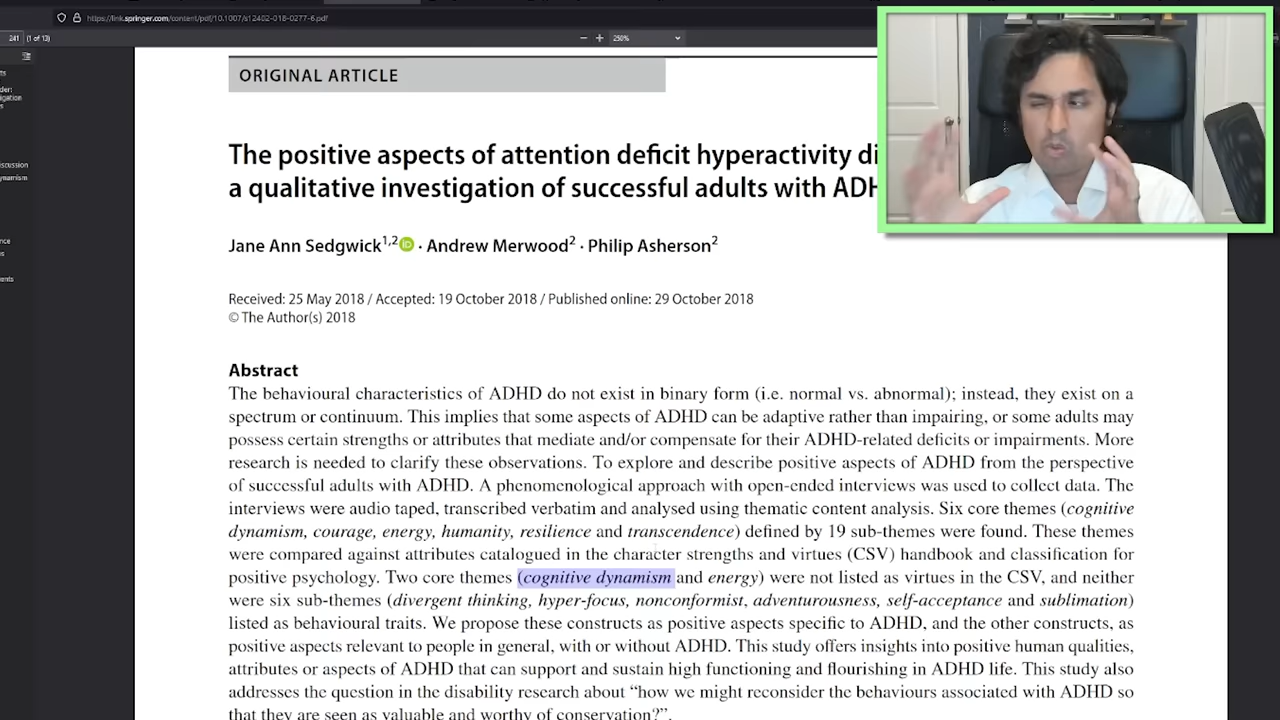 https://link.springer.com/content/pdf/10.1007/s12402-018-0277-6.pdf
241 (1 of 13)
250%
ORIGINAL ARTICLE
The positive aspects of attention deficit hyperactivity di
a qualitative investigation of successful adults with ADH
Jane Ann Sedgwick1,2 iD · Andrew Merwood2 · Philip Asherson2
Received: 25 May 2018 / Accepted: 19 October 2018 / Published online: 29 October 2018
© The Author(s) 2018
Abstract
The behavioural characteristics of ADHD do not exist in binary form (i.e. normal vs. abnormal); instead, they exist on a
spectrum or continuum. This implies that some aspects of ADHD can be adaptive rather than impairing, or some adults may
possess certain strengths or attributes that mediate and/or compensate for their ADHD-related deficits or impairments. More
research is needed to clarify these observations. To explore and describe positive aspects of ADHD from the perspective
of successful adults with ADHD. A phenomenological approach with open-ended interviews was used to collect data. The
interviews were audio taped, transcribed verbatim and analysed using thematic content analysis. Six core themes (cognitive
dynamism, courage, energy, humanity, resilience and transcendence) defined by 19 sub-themes were found. These themes
were compared against attributes catalogued in the character strengths and virtues (CSV) handbook and classification for
positive psychology. Two core themes (cognitive dynamism and energy) were not listed as virtues in the CSV, and neither
were six sub-themes (divergent thinking, hyper-focus, nonconformist, adventurousness, self-acceptance and sublimation)
listed as behavioural traits. We propose these constructs as positive aspects specific to ADHD, and the other constructs, as
positive aspects relevant to people in general, with or without ADHD. This study offers insights into positive human qualities,
attributes or aspects of ADHD that can support and sustain high functioning and flourishing in ADHD life. This study also
addresses the question in the disability research about “how we might reconsider the behaviours associated with ADHD so
that they are seen as valuable and worthy of conservation?”.